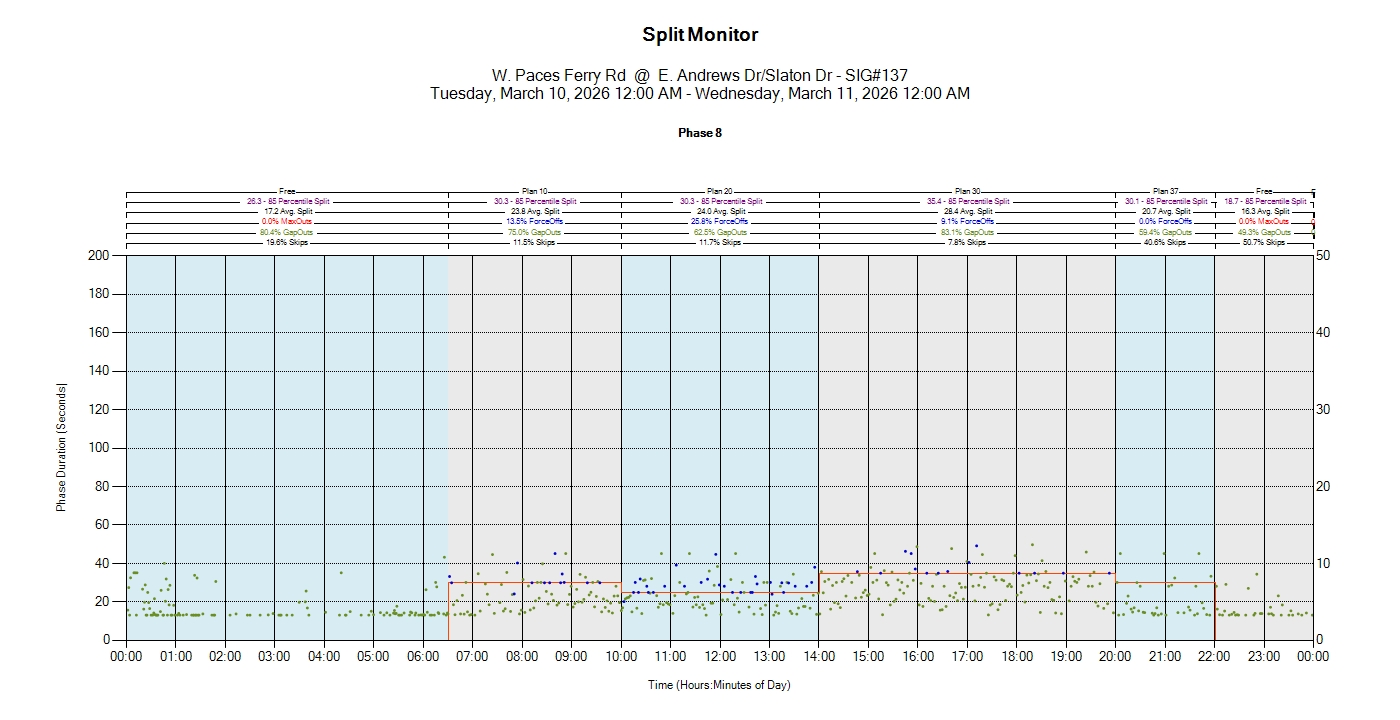 Split Monitor
W. Paces Ferry Rd @ E. Andrews Dr/Slaton Dr - SIG#137
Tuesday, March 10, 2026 12:00 AM - Wednesday, March 11, 2026 12:00 AM
Phase 8
Free Plan 10 Plan 20 Plan 30 Plan 37 Free
26.3 - 85 Percentile Split 30.3 - 85 Percentile Split 30.3 - 85 Percentile Split 35.4 - 85 Percentile Split 30.1 - 85 Percentile Split 18.7 - 85 Percentile Split
17.2 Avg. Split 23.8 Avg. Split 24.0 Avg. Split 28.4 Avg. Split 20.7 Avg. Split 16.3 Avg. Split
0.0% MaxOuts 13.5% ForceOffs 25.8% ForceOffs 9.1% ForceOffs 0.0% ForceOffs 0.0% MaxOuts
80.4% GapOuts 75.0% GapOuts 62.5% GapOuts 83.1% GapOuts 59.4% GapOuts 49.3% GapOuts
19.6% Skips 11.5% Skips 11.7% Skips 7.8% Skips 40.6% Skips 50.7% Skips
200 50
180
160 40
140
120 30
100
80 20
60
40 10
20
0 0
Phase Duration (Seconds)
00:00 01:00 02:00 03:00 04:00 05:00 06:00 07:00 08:00 09:00 10:00 11:00 12:00 13:00 14:00 15:00 16:00 17:00 18:00 19:00 20:00 21:00 22:00 23:00 00:00
Time (Hours:Minutes of Day)